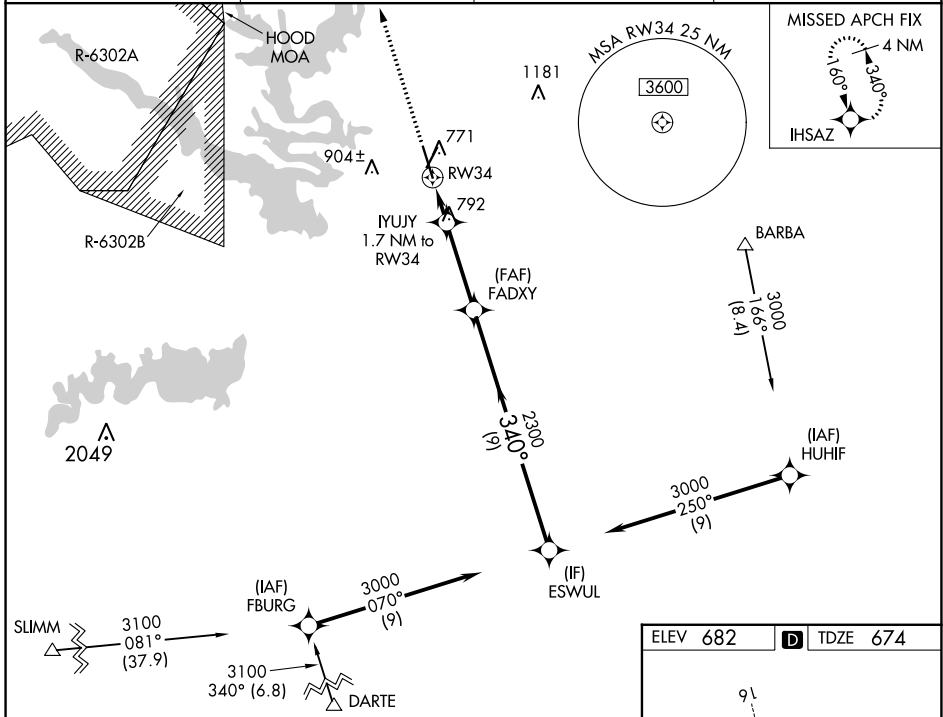 R-6302A
HOOD
MOA
R-6302B
1181
MSA RW34 25 NM
3600
MISSED APCH FIX
4 NM
160°
340°
IHSAZ
771
904±
RW34
792
IYUJY
1.7 NM to
RW34
(FAF)
FADXY
BARBA
3000
166°
(8.4)
2049
2300
340°
(9)
(IAF)
HUHIF
3000
250°
(9)
(IF)
ESWUL
(IAF)
FBURG
3000
070°
(9)
SLIMM
3100
081°
(37.9)
3100
340° (6.8)
DARTE
ELEV 682
D
TDZE 674
16